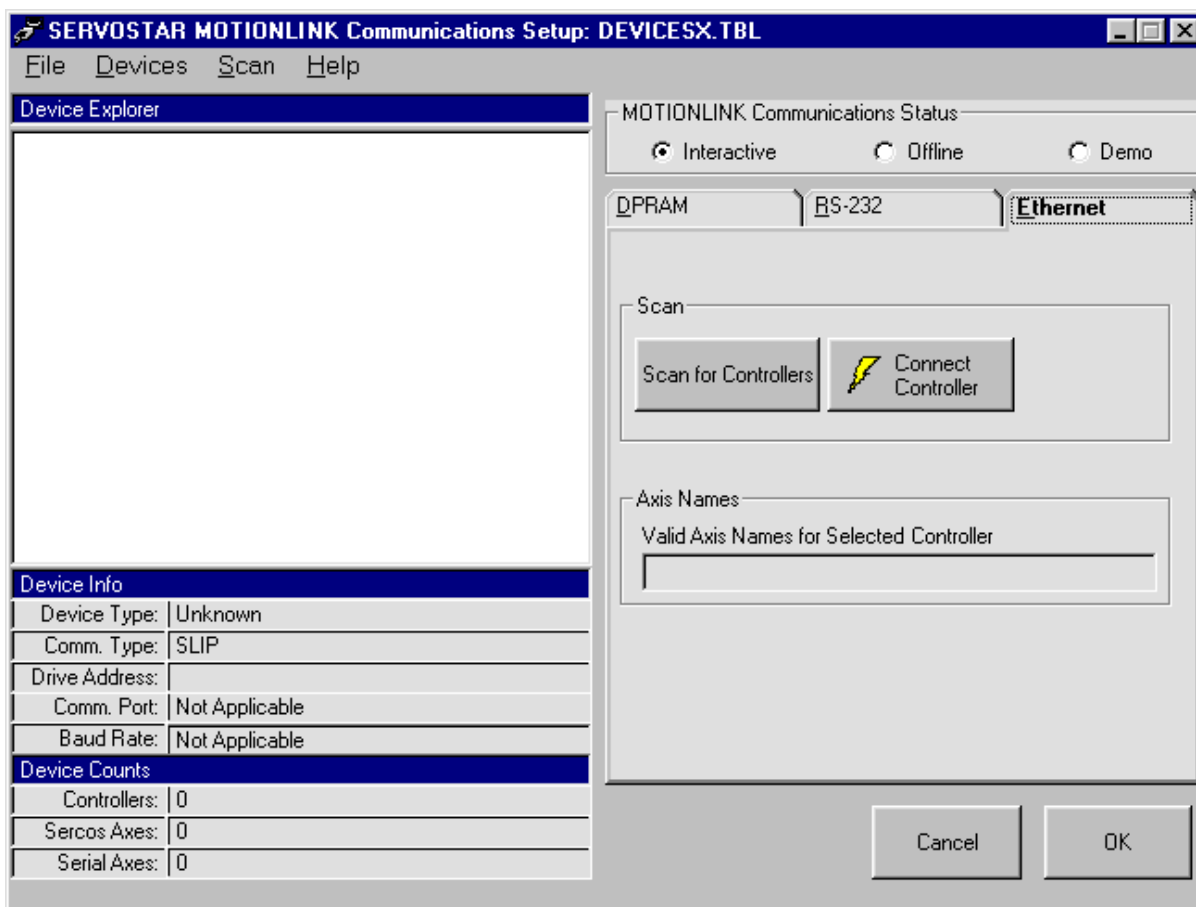 SERVOSTAR MOTIONLINK Communications Setup: DEVICESX.TBL
File Devices Scan Help
Device Explorer
MOTIONLINK Communications Status
Interactive Offline Demo
DPRAM RS-232 Ethernet
Scan
Scan for Controllers
Connect
Controller
Axis Names
Valid Axis Names for Selected Controller
Device Info
Device Type: Unknown
Comm. Type: SLIP
Drive Address:
Comm. Port: Not Applicable
Baud Rate: Not Applicable
Device Counts
Controllers: 0
Sercos Axes: 0
Serial Axes: 0
Cancel OK